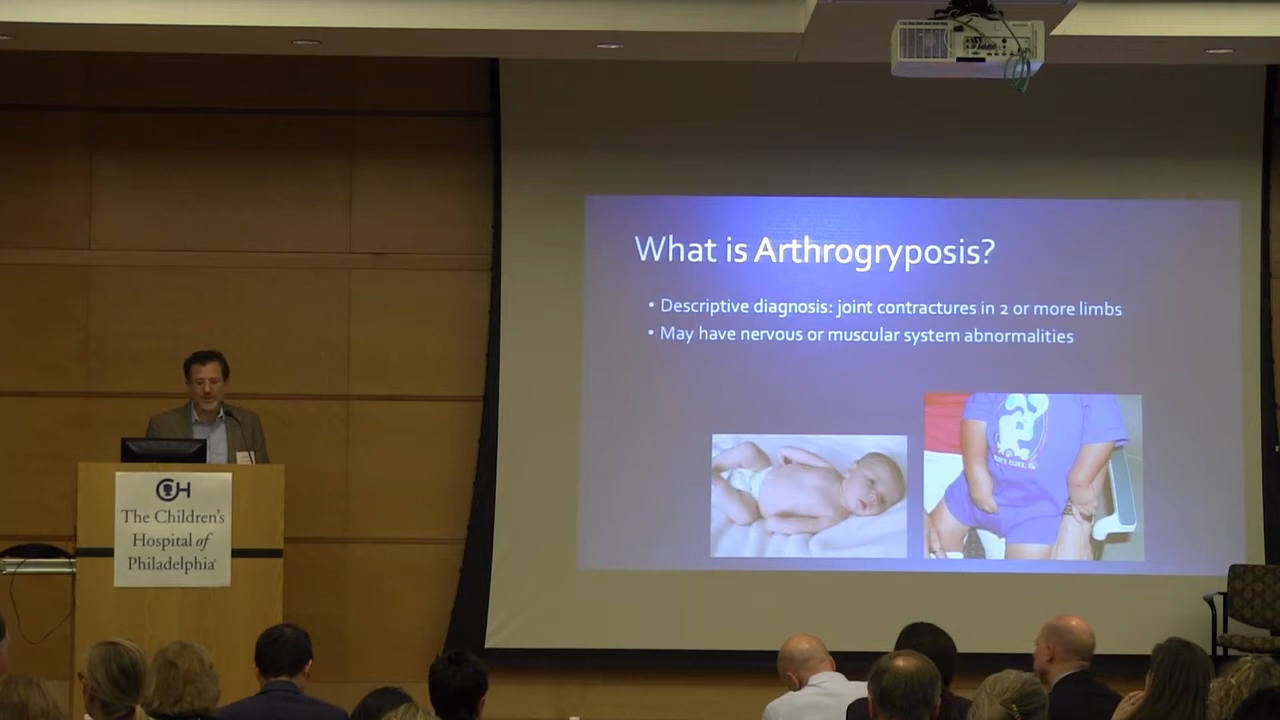 What is Arthrogryposis?
• Descriptive diagnosis: joint contractures in 2 or more limbs
• May have nervous or muscular system abnormalities
CH
The Children's
Hospital of
Philadelphia